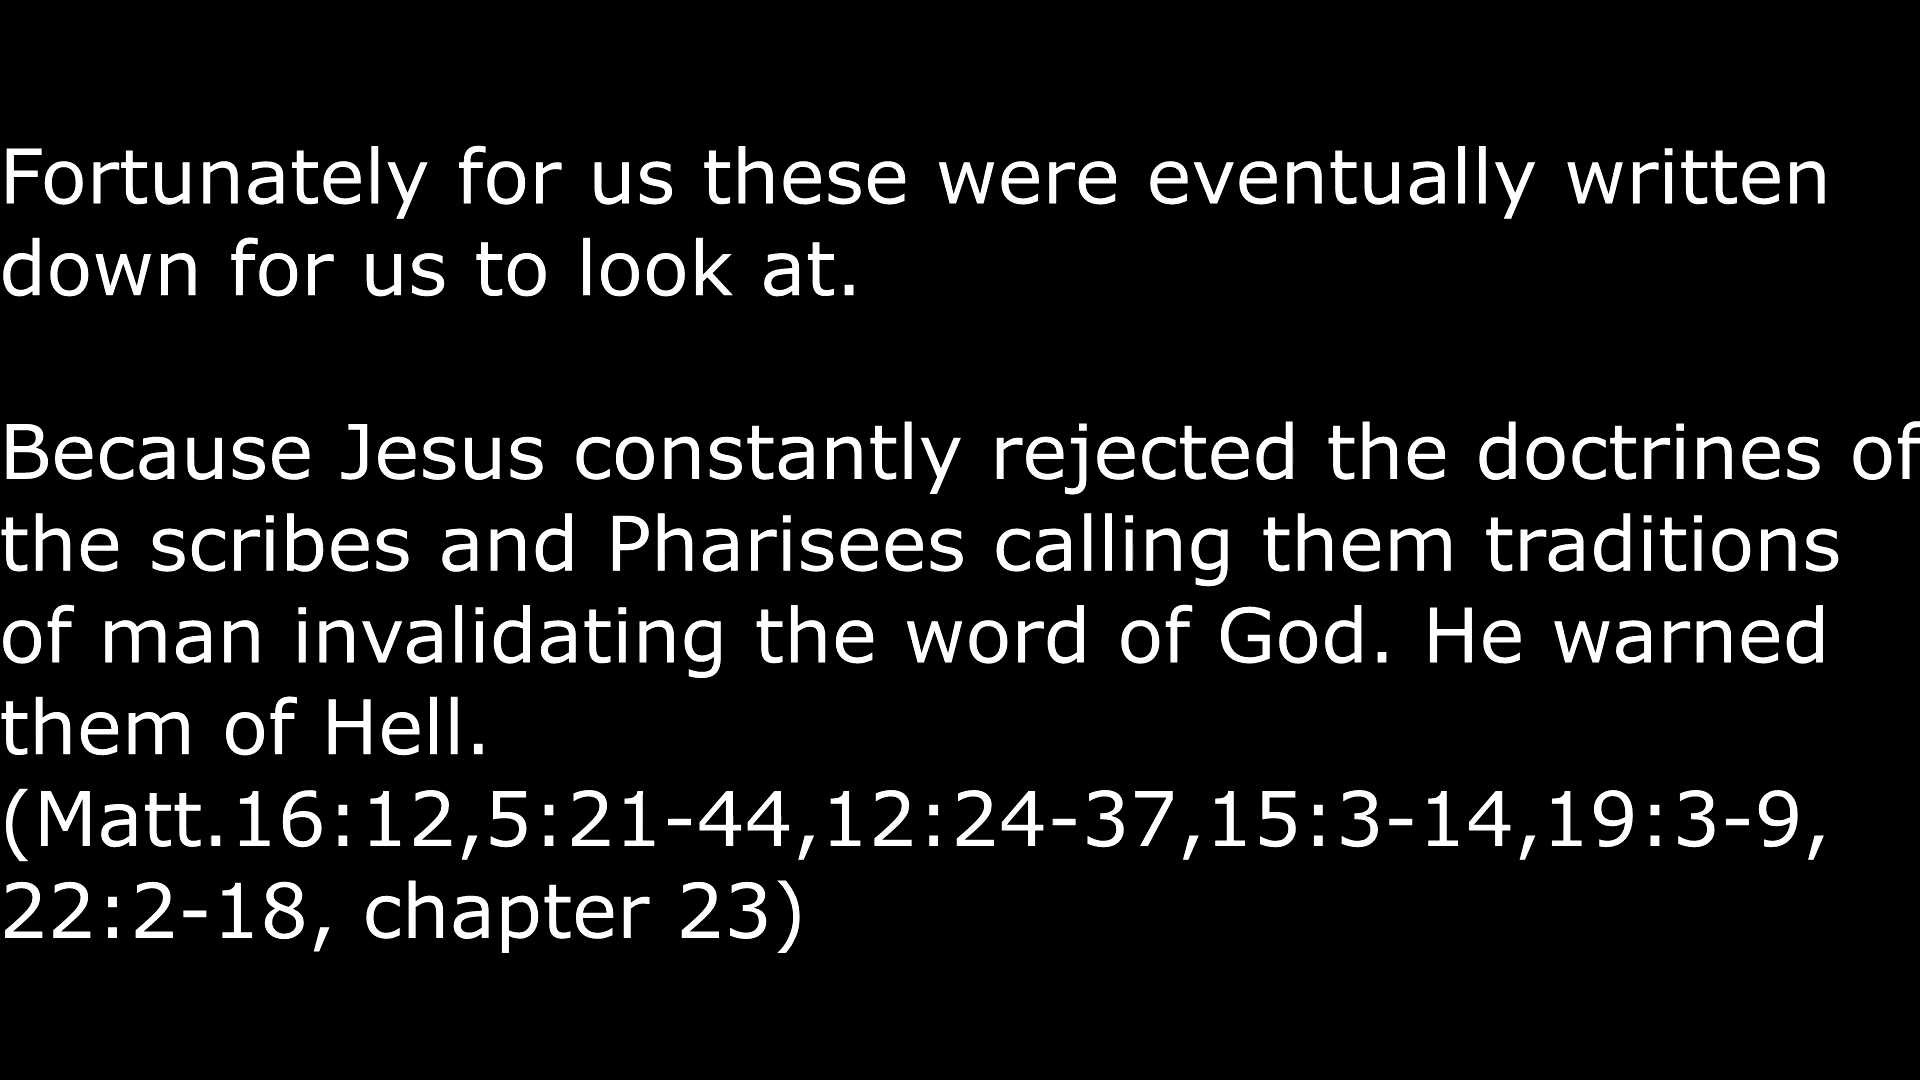 Fortunately for us these were eventually written
down for us to look at.
Because Jesus constantly rejected the doctrines of
the scribes and Pharisees calling them traditions
of man invalidating the word of God. He warned
them of Hell.
(Matt.16:12,5:21-44,12:24-37,15:3-14,19:3-9,
22:2-18, chapter 23)